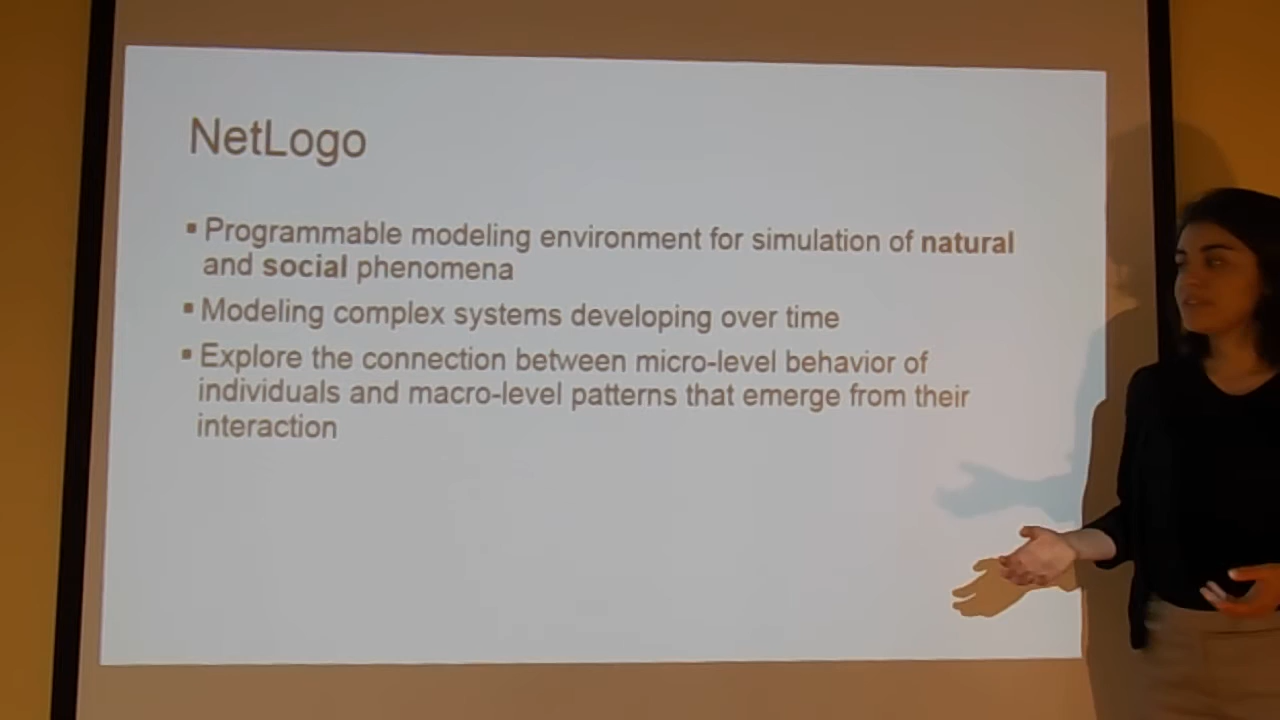 NetLogo
▪ Programmable modeling environment for simulation of natural
and social phenomena
▪ Modeling complex systems developing over time
▪ Explore the connection between micro-level behavior of
individuals and macro-level patterns that emerge from their
interaction